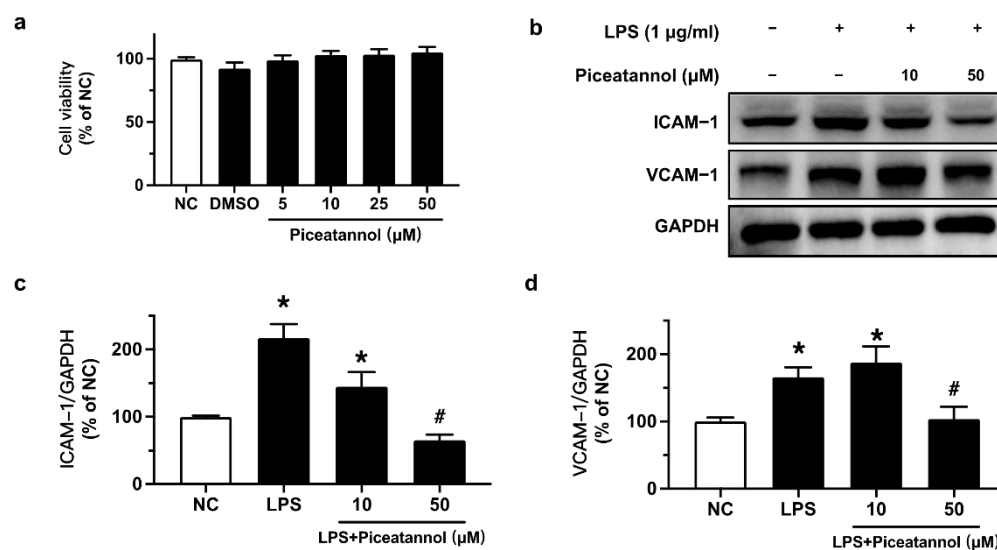 a
Cell viability
(% of NC)
100
50
0
NC DMSO 5 10 25 50
Piceatannol (μM)
b
LPS (1 μg/ml) − + + +
Piceatannol (μM) − − 10 50
ICAM−1
VCAM−1
GAPDH
c
ICAM−1/GAPDH
(% of NC)
200
100
0
* * #
NC LPS 10 50
LPS+Piceatannol (μM)
d
VCAM−1/GAPDH
(% of NC)
200
100
0
* * #
NC LPS 10 50
LPS+Piceatannol (μM)